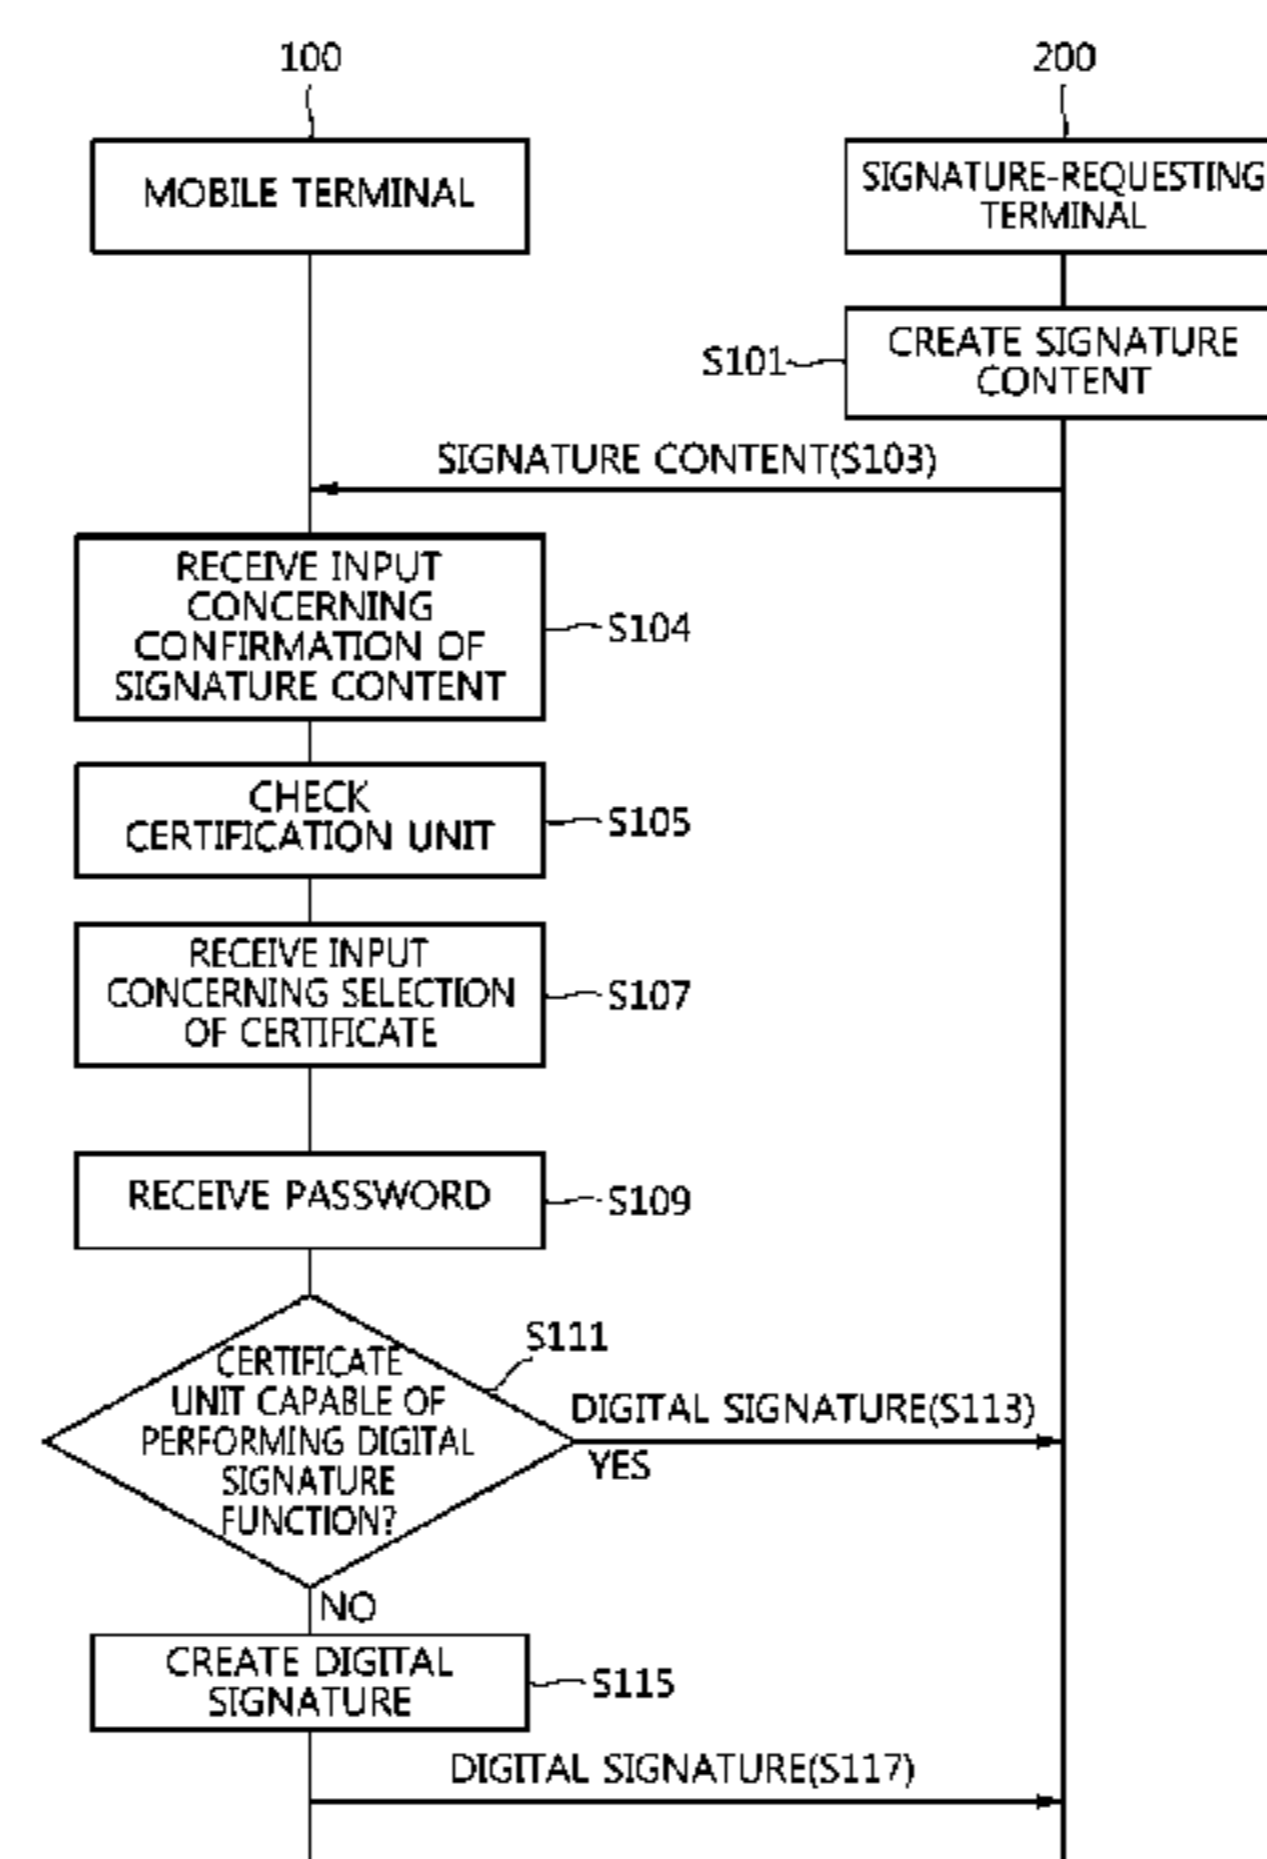 100
200
MOBILE TERMINAL
SIGNATURE-REQUESTING
TERMINAL
CREATE SIGNATURE
CONTENT
S101
SIGNATURE CONTENT(S103)
RECEIVE INPUT
CONCERNING
CONFIRMATION OF
SIGNATURE CONTENT
S104
CHECK
CERTIFICATION UNIT
S105
RECEIVE INPUT
CONCERNING SELECTION
OF CERTIFICATE
S107
RECEIVE PASSWORD
S109
S111
CERTIFICATE
UNIT CAPABLE OF
PERFORMING DIGITAL
SIGNATURE
FUNCTION?
DIGITAL SIGNATURE(S113)
YES
NO
CREATE DIGITAL
SIGNATURE
S115
DIGITAL SIGNATURE(S117)